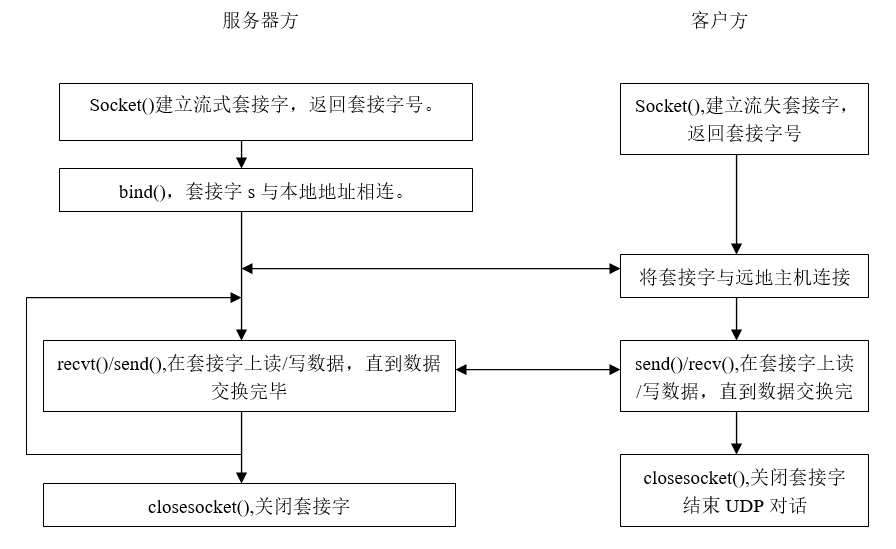 服务器方
客户方
Socket()建立流式套接字，返回套接字号。
Socket(),建立流失套接字，
返回套接字号
bind()，套接字 s 与本地地址相连。
将套接字与远地主机连接
recvt()/send(),在套接字上读/写数据，直到数据
交换完毕
send()/recv(),在套接字上读
/写数据，直到数据交换完
closesocket(),关闭套接字
closesocket(),关闭套接字
结束 UDP 对话